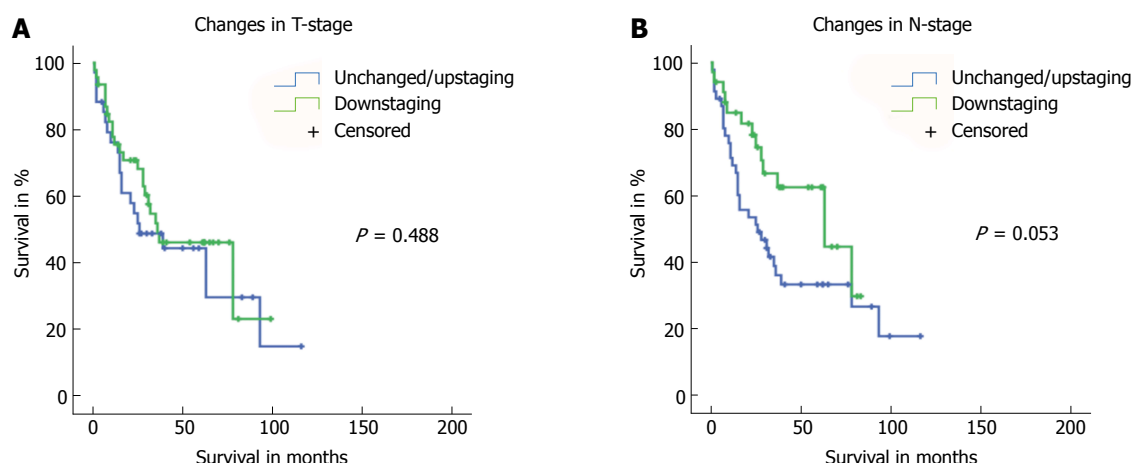 A
Changes in T-stage
100
80
60
40
20
0
Survival in %
Unchanged/upstaging
Downstaging
+ Censored
P = 0.488
0 50 100 150 200
Survival in months
B
Changes in N-stage
100
80
60
40
20
0
Survival in %
Unchanged/upstaging
Downstaging
+ Censored
P = 0.053
0 50 100 150 200
Survival in months